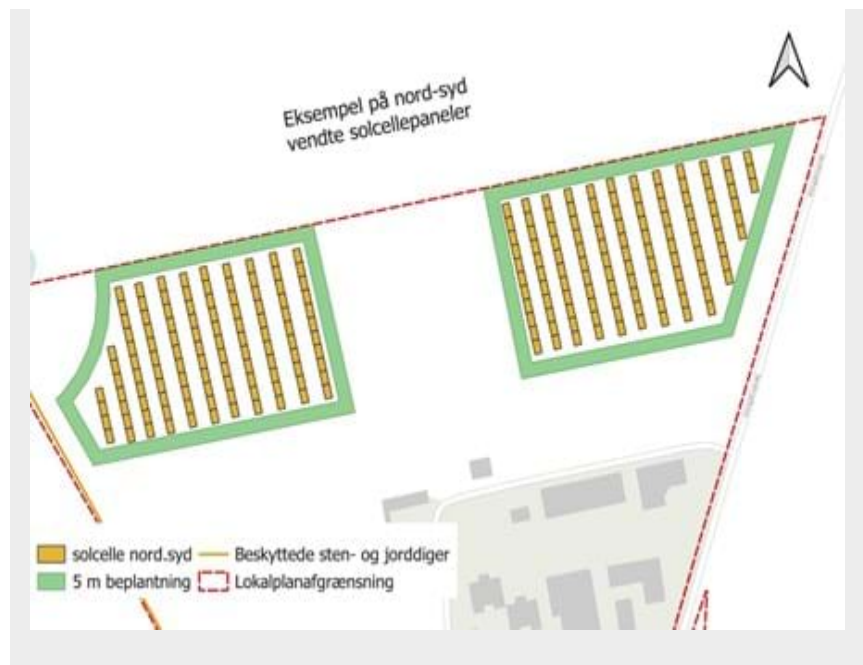 Eksempel på nord-syd
vendte solcellepaneler
solcelle nord.syd
Beskyttede sten- og jorddiger
5 m beplantning
Lokalplanafgrænsning